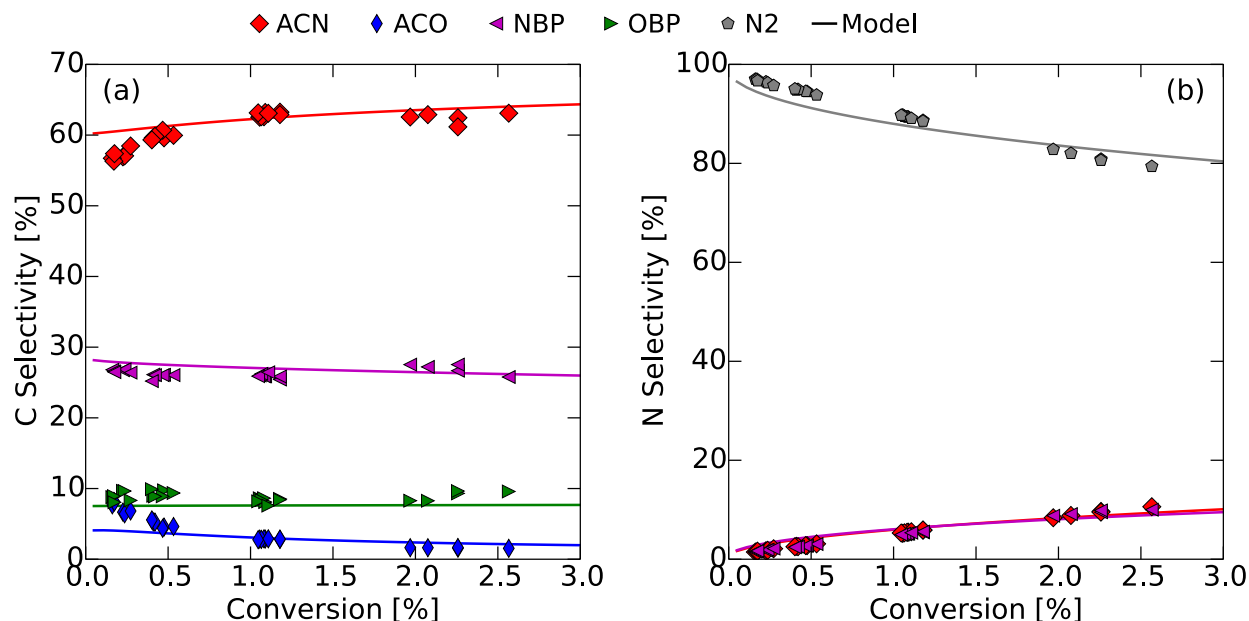 ACN ACO NBP OBP N2 Model
70
60
50
40
30
20
10
0
C Selectivity [%]
(a)
0.0 0.5 1.0 1.5 2.0 2.5 3.0
Conversion [%]
100
80
60
40
20
0
N Selectivity [%]
(b)
0.0 0.5 1.0 1.5 2.0 2.5 3.0
Conversion [%]